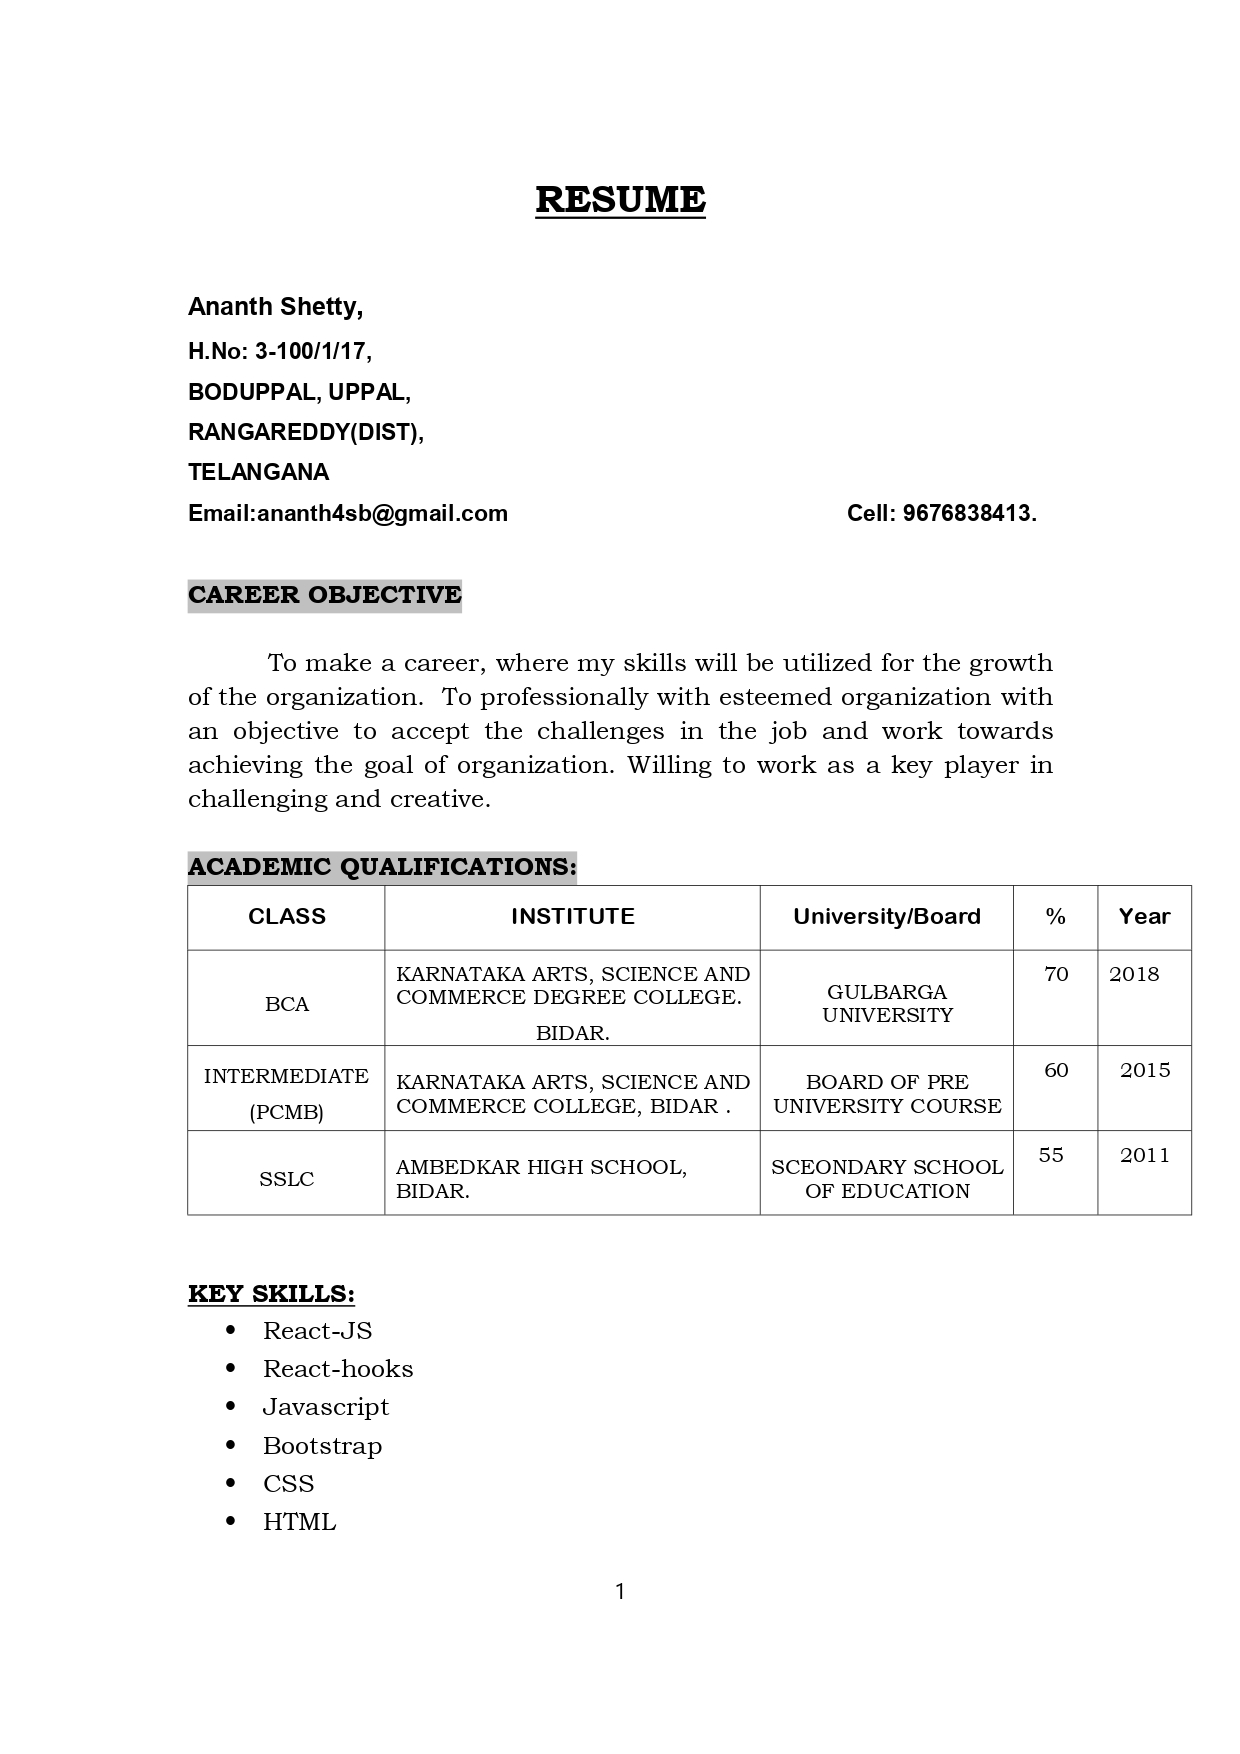 RESUME
Ananth Shetty,
H.No: 3-100/1/17,
BODUPPAL, UPPAL,
RANGAREDDY(DIST),
TELANGANA
Email:ananth4sb@gmail.com Cell: 9676838413.
CAREER OBJECTIVE
To make a career, where my skills will be utilized for the growth
of the organization. To professionally with esteemed organization with
an objective to accept the challenges in the job and work towards
achieving the goal of organization. Willing to work as a key player in
challenging and creative.
ACADEMIC QUALIFICATIONS:
CLASS INSTITUTE University/Board % Year
BCA
KARNATAKA ARTS, SCIENCE AND
COMMERCE DEGREE COLLEGE.
BIDAR.
GULBARGA
UNIVERSITY
70
2018
INTERMEDIATE
(PCMB)
KARNATAKA ARTS, SCIENCE AND
COMMERCE COLLEGE, BIDAR .
BOARD OF PRE
UNIVERSITY COURSE
60
2015
SSLC
AMBEDKAR HIGH SCHOOL,
BIDAR.
SCEONDARY SCHOOL
OF EDUCATION
55
2011
KEY SKILLS:
• React-JS
• React-hooks
• Javascript
• Bootstrap
• CSS
• HTML
1